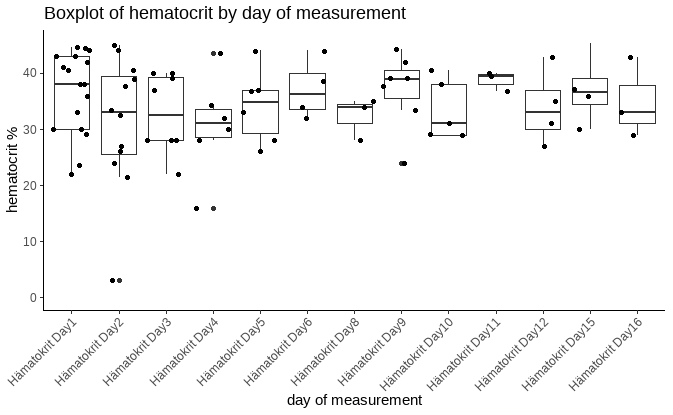 Boxplot of hematocrit by day of measurement
hematocrit %
40
30
20
10
0
Hämatokrit Day1
Hämatokrit Day2
Hämatokrit Day3
Hämatokrit Day4
Hämatokrit Day5
Hämatokrit Day6
Hämatokrit Day8
Hämatokrit Day9
Hämatokrit Day10
Hämatokrit Day11
Hämatokrit Day12
Hämatokrit Day15
Hämatokrit Day16
day of measurement